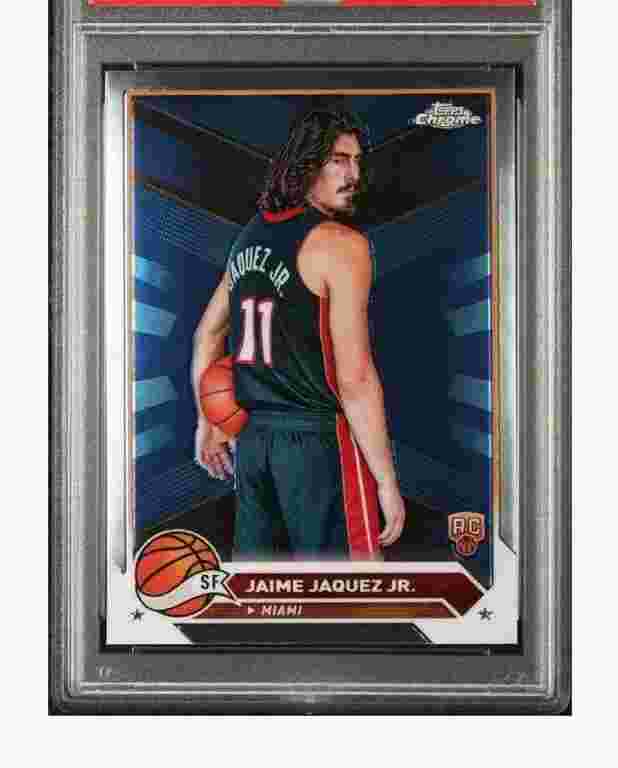 Topps
Chrome
JAQUEZ JR.
11
RC
SF
JAIME JAQUEZ JR.
▸ MIAMI